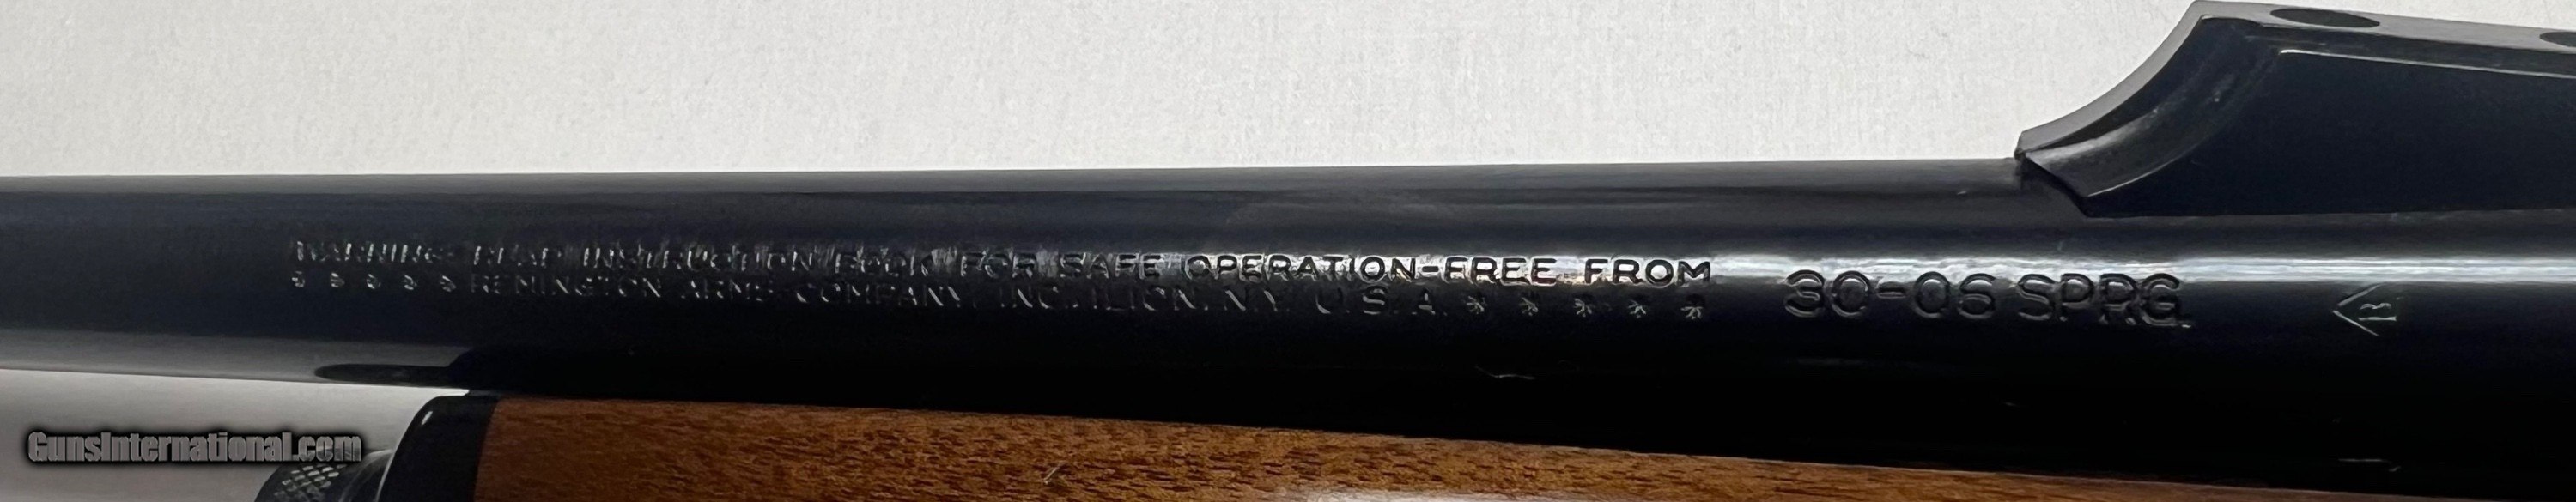 WARNING-READ INSTRUCTION BOOK FOR SAFE OPERATION-FREE FROM
* * * * * REMINGTON ARMS COMPANY, INC. ILION, N.Y. U.S.A. * * * * *
30-06 SPRG.
GunsInternational.com